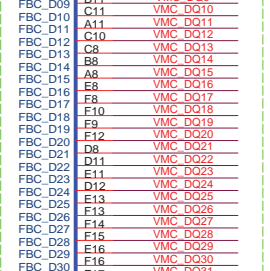 FBC_D09
C11 VMC_DQ10
FBC_D10
A11 VMC_DQ11
FBC_D11
C10 VMC_DQ12
FBC_D12
C8 VMC_DQ13
FBC_D13
B8 VMC_DQ14
FBC_D14
A8 VMC_DQ15
FBC_D15
E8 VMC_DQ16
FBC_D16
F8 VMC_DQ17
FBC_D17
F10 VMC_DQ18
FBC_D18
F9 VMC_DQ19
FBC_D19
F12 VMC_DQ20
FBC_D20
D8 VMC_DQ21
FBC_D21
D11 VMC_DQ22
FBC_D22
E11 VMC_DQ23
FBC_D23
D12 VMC_DQ24
FBC_D24
E13 VMC_DQ25
FBC_D25
F13 VMC_DQ26
FBC_D26
F14 VMC_DQ27
FBC_D27
F15 VMC_DQ28
FBC_D28
E16 VMC_DQ29
FBC_D29
F16 VMC_DQ30
FBC_D30
VMC_DQ31